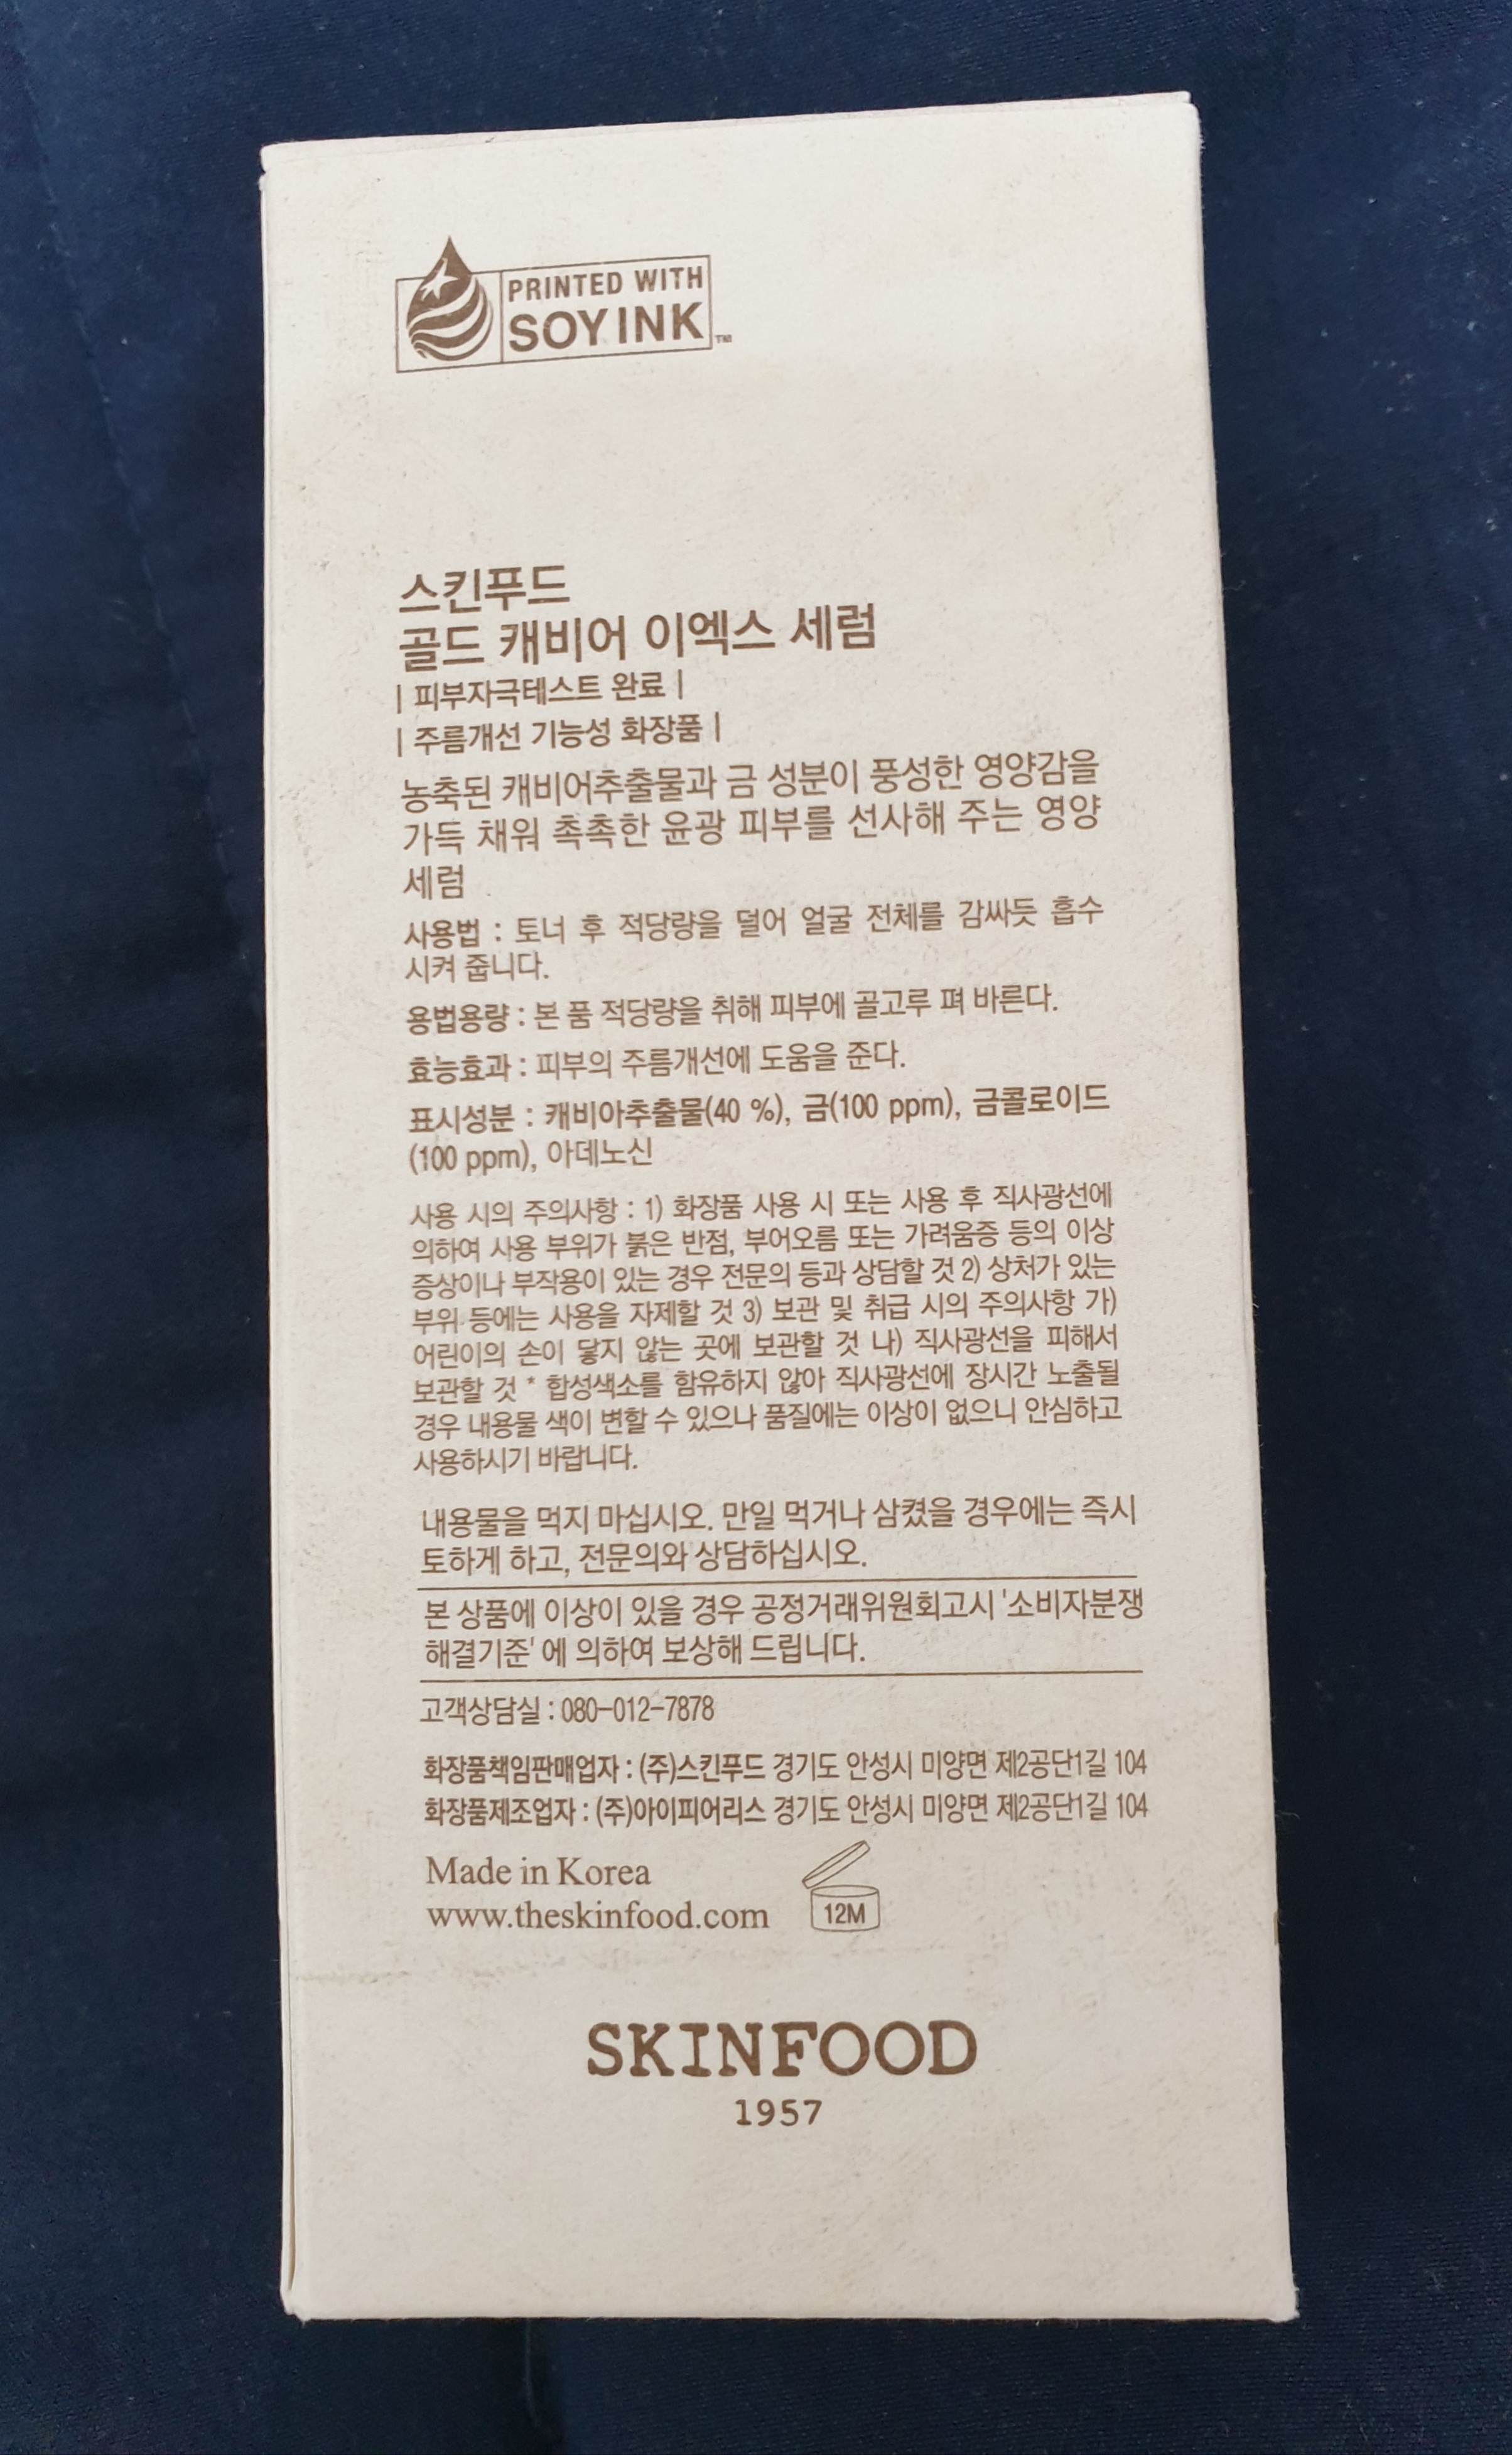 PRINTED WITH
SOY INK
TM
스킨푸드
골드 캐비어 이엑스 세럼
| 피부자극테스트 완료 |
| 주름개선 기능성 화장품 |
농축된 캐비어추출물과 금 성분이 풍성한 영양감을
가득 채워 촉촉한 윤광 피부를 선사해 주는 영양
세럼
사용법 : 토너 후 적당량을 덜어 얼굴 전체를 감싸듯 흡수
시켜 줍니다.
용법용량 : 본 품 적당량을 취해 피부에 골고루 펴 바른다.
효능효과 : 피부의 주름개선에 도움을 준다.
표시성분 : 캐비아추출물(40 %), 금(100 ppm), 금콜로이드
(100 ppm), 아데노신
사용 시의 주의사항 : 1) 화장품 사용 시 또는 사용 후 직사광선에
의하여 사용 부위가 붉은 반점, 부어오름 또는 가려움증 등의 이상
증상이나 부작용이 있는 경우 전문의 등과 상담할 것 2) 상처가 있는
부위 등에는 사용을 자제할 것 3) 보관 및 취급 시의 주의사항 가)
어린이의 손이 닿지 않는 곳에 보관할 것 나) 직사광선을 피해서
보관할 것 * 합성색소를 함유하지 않아 직사광선에 장시간 노출될
경우 내용물 색이 변할 수 있으나 품질에는 이상이 없으니 안심하고
사용하시기 바랍니다.
내용물을 먹지 마십시오. 만일 먹거나 삼켰을 경우에는 즉시
토하게 하고, 전문의와 상담하십시오.
본 상품에 이상이 있을 경우 공정거래위원회고시 '소비자분쟁
해결기준' 에 의하여 보상해 드립니다.
고객상담실 : 080-012-7878
화장품책임판매업자 : (주)스킨푸드 경기도 안성시 미양면 제2공단1길 104
화장품제조업자 : (주)아이피어리스 경기도 안성시 미양면 제2공단1길 104
Made in Korea
www.theskinfood.com
12M
SKINFOOD
1957